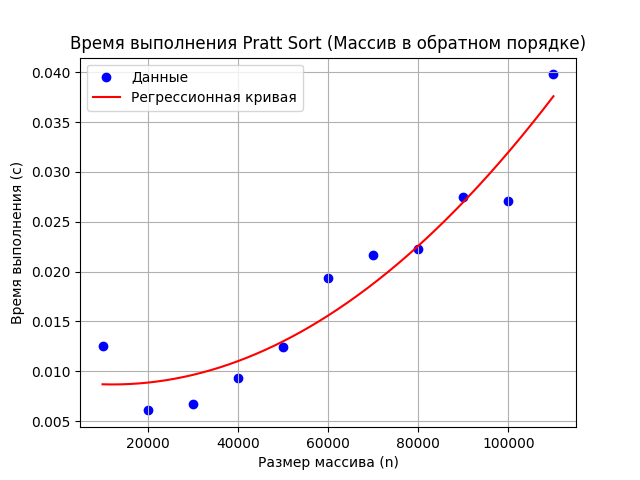 Время выполнения Pratt Sort (Массив в обратном порядке)
Данные
Регрессионная кривая
0.040
0.035
0.030
0.025
0.020
0.015
0.010
0.005
Время выполнения (с)
20000 40000 60000 80000 100000
Размер массива (n)